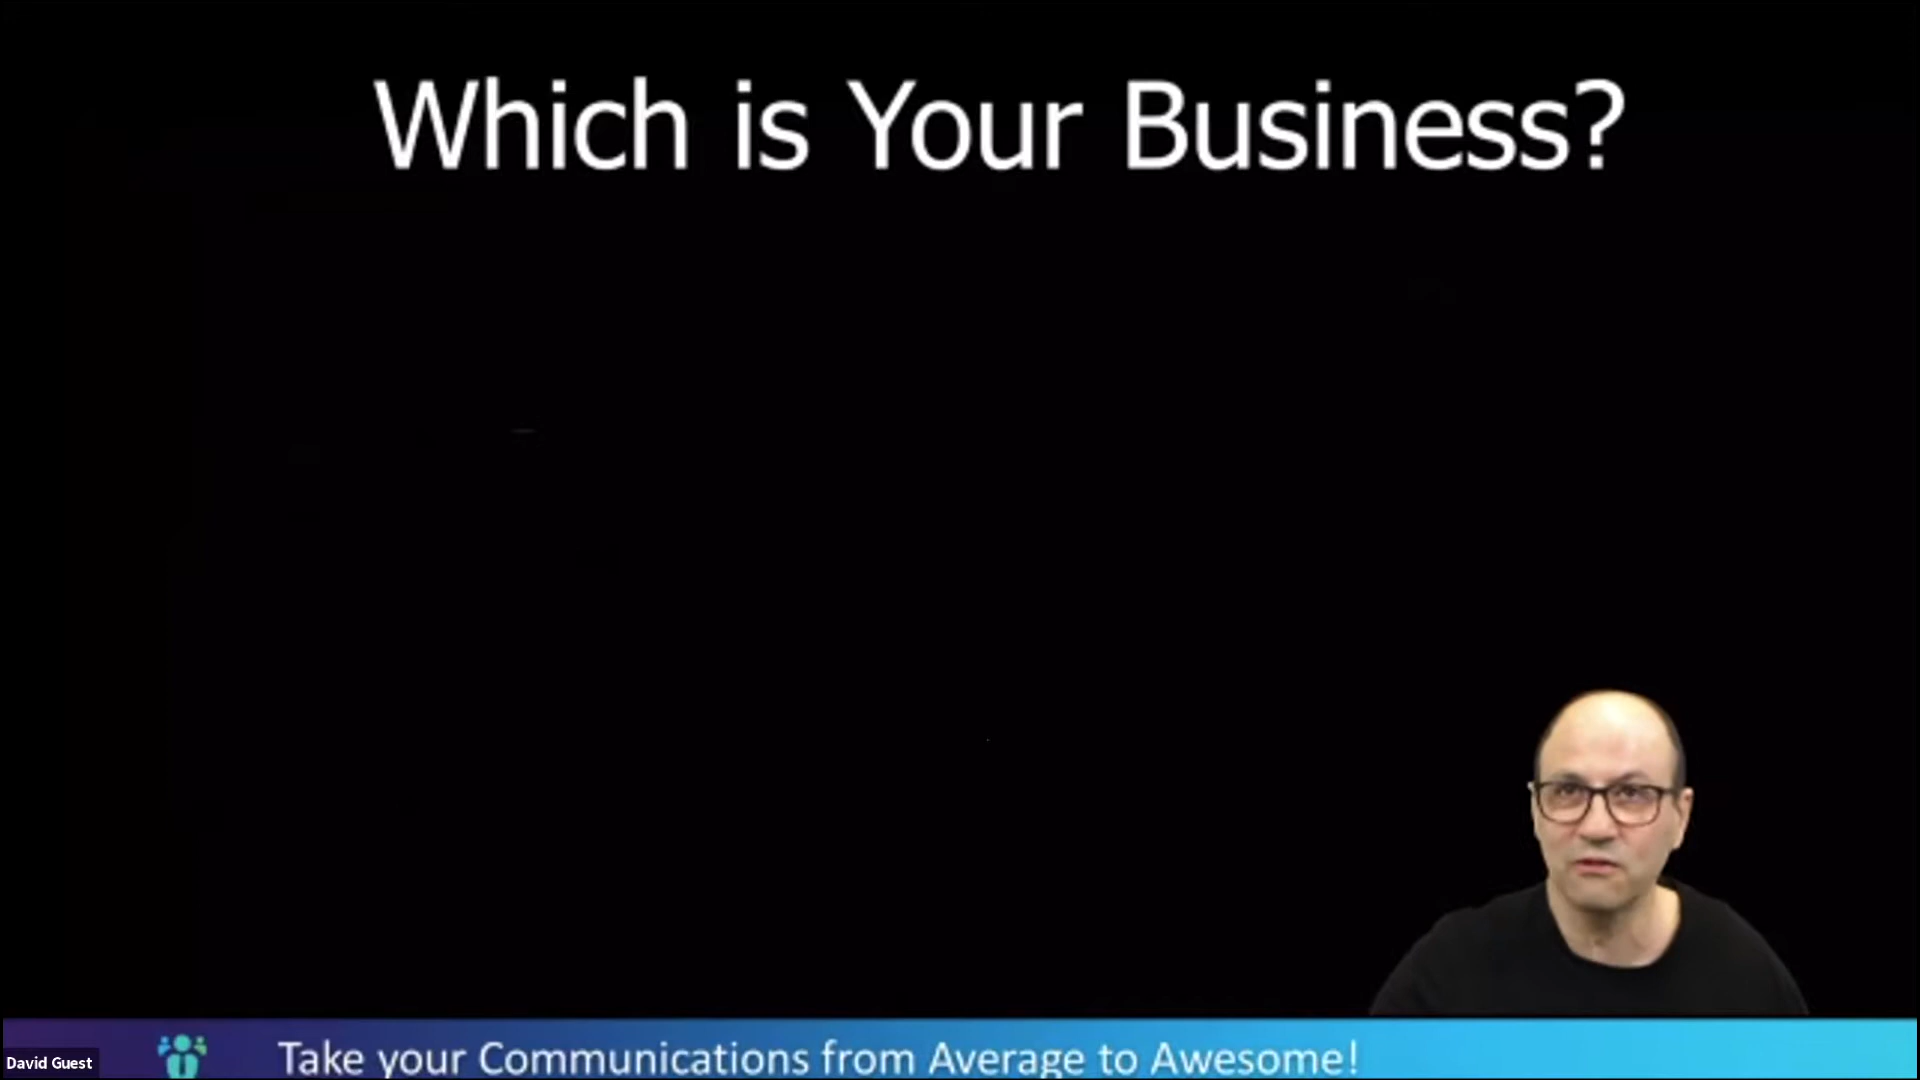 Which is Your Business?
David Guest
Take your Communications from Average to Awesome!